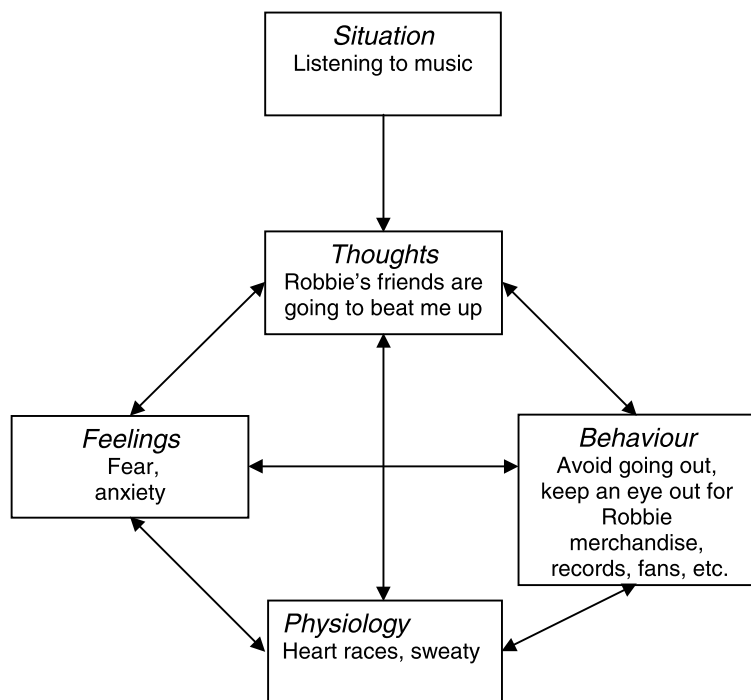 Situation
Listening to music
Thoughts
Robbie's friends are
going to beat me up
Feelings
Fear,
anxiety
Behaviour
Avoid going out,
keep an eye out for
Robbie
merchandise,
records, fans, etc.
Physiology
Heart races, sweaty